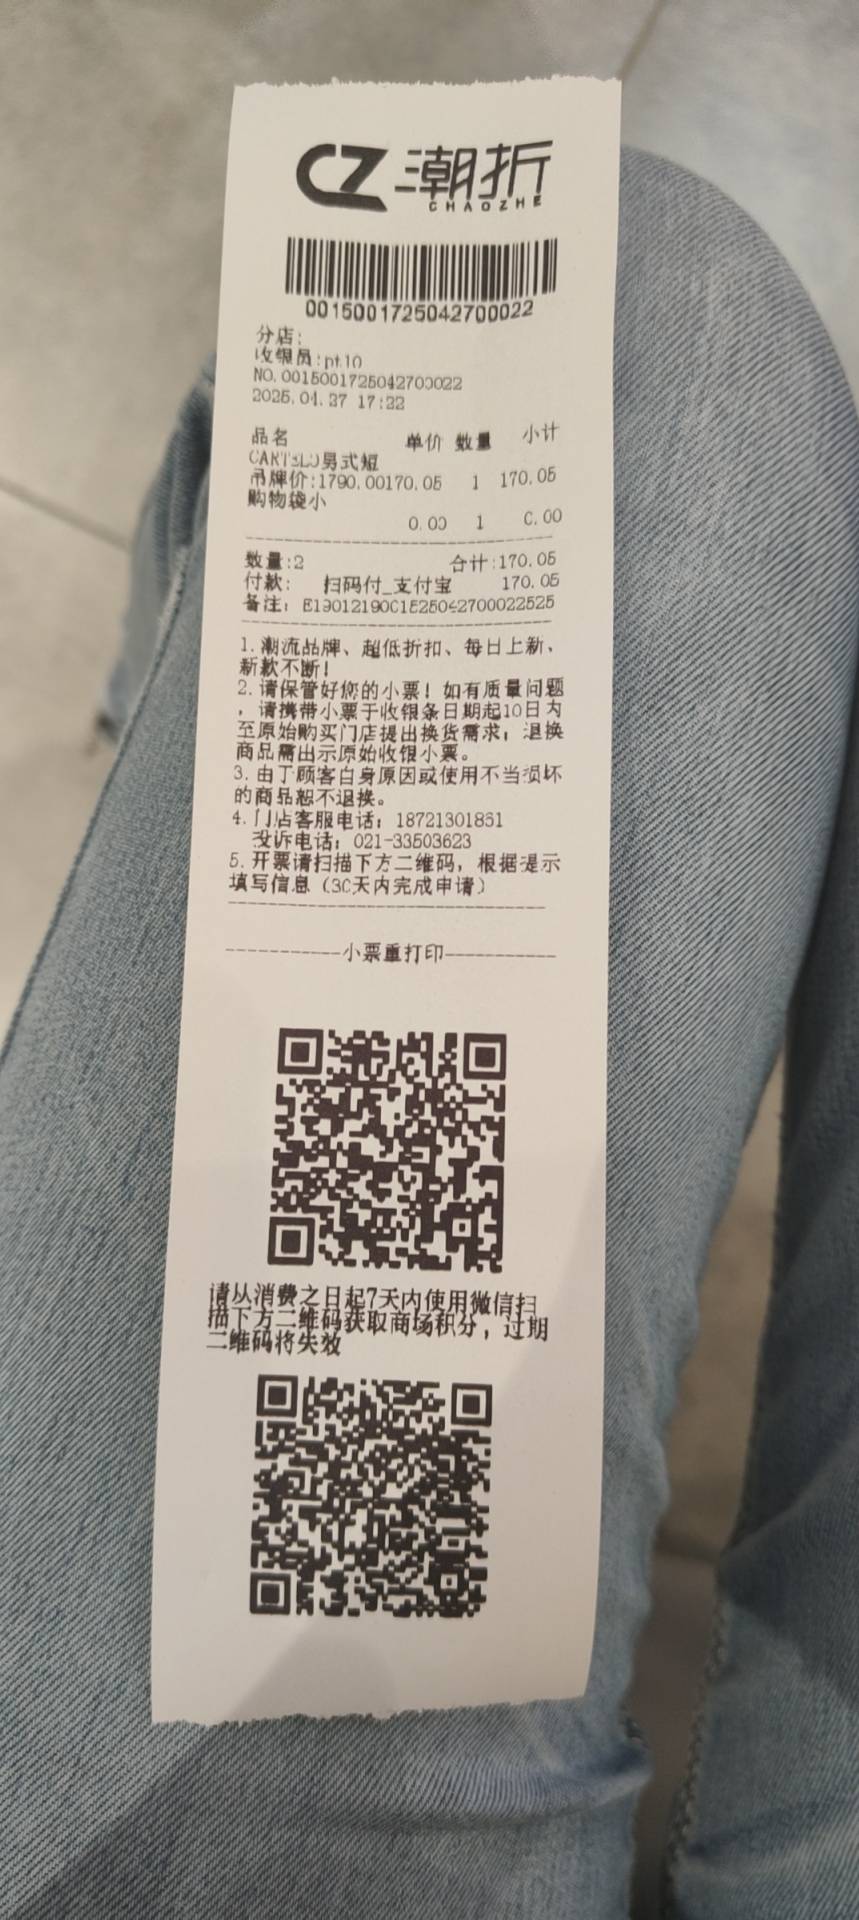 CZ 潮折
CHAOZHE
0015001725042700022
分店:
收银员:pt10
NO.0015001725042700022
2025.04.27 17:22
品名 单价 数量 小计
CARTELO男式短
吊牌价:1790.00170.05 1 170.05
购物袋小
0.00 1 0.00
数量:2 合计:170.05
付款: 扫码付_支付宝 170.05
备注:
1.潮流品牌、超低折扣、每日上新、
新款不断!
2.请保管好您的小票!如有质量问题
,请携带小票于收银条日期起10日内
至原始购买门店提出换货需求;退换
商品需出示原始收银小票。
3.由于顾客自身原因或使用不当损坏
的商品恕不退换。
4.门店客服电话:
投诉电话:021-33503623
5.开票请扫描下方二维码,根据提示
填写信息(30天内完成申请)
小票重打印
请从消费之日起7天内使用微信扫
描下方二维码获取商场积分,过期
二维码将失效